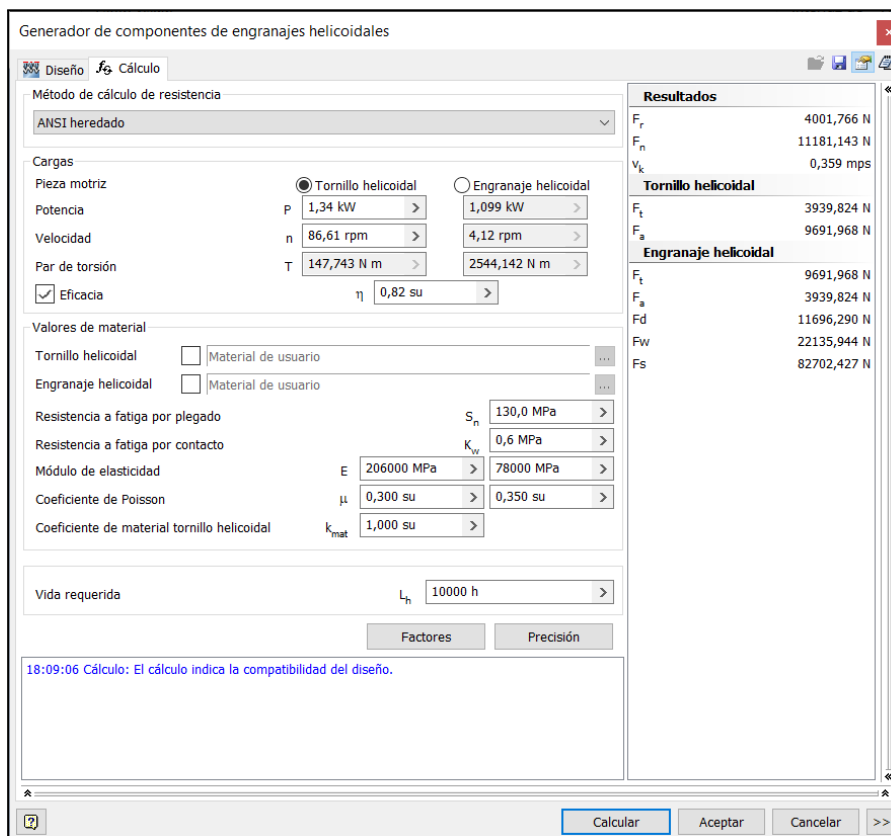 Generador de componentes de engranajes helicoidales
Diseño
fG Cálculo
Método de cálculo de resistencia
ANSI heredado
Cargas
Pieza motriz Tornillo helicoidal Engranaje helicoidal
Potencia P 1,34 kW > 1,099 kW >
Velocidad n 86,61 rpm > 4,12 rpm >
Par de torsión T 147,743 N m > 2544,142 N m >
Eficacia η 0,82 su >
Valores de material
Tornillo helicoidal Material de usuario ...
Engranaje helicoidal Material de usuario ...
Resistencia a fatiga por plegado Sn 130,0 MPa >
Resistencia a fatiga por contacto Kw 0,6 MPa >
Módulo de elasticidad E 206000 MPa > 78000 MPa >
Coeficiente de Poisson μ 0,300 su > 0,350 su >
Coeficiente de material tornillo helicoidal kmat 1,000 su >
Vida requerida Lh 10000 h >
Factores Precisión
18:09:06 Cálculo: El cálculo indica la compatibilidad del diseño.
Resultados
Fr 4001,766 N
Fn 11181,143 N
vk 0,359 mps
Tornillo helicoidal
Ft 3939,824 N
Fa 9691,968 N
Engranaje helicoidal
Ft 9691,968 N
Fa 3939,824 N
Fd 11696,290 N
Fw 22135,944 N
Fs 82702,427 N
? Calcular Aceptar Cancelar >>